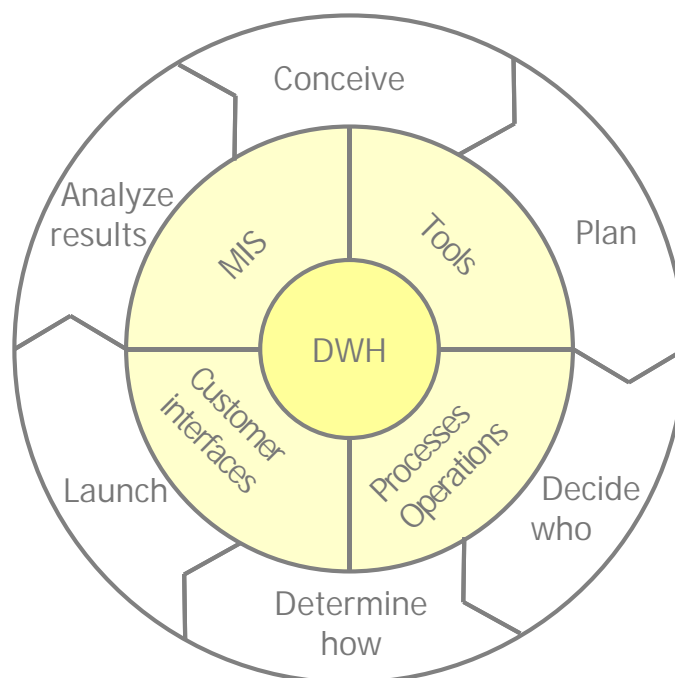 Conceive
Plan
Decide
who
Determine
how
Launch
Analyze
results
MIS
Tools
Processes
Operations
Customer
interfaces
DWH